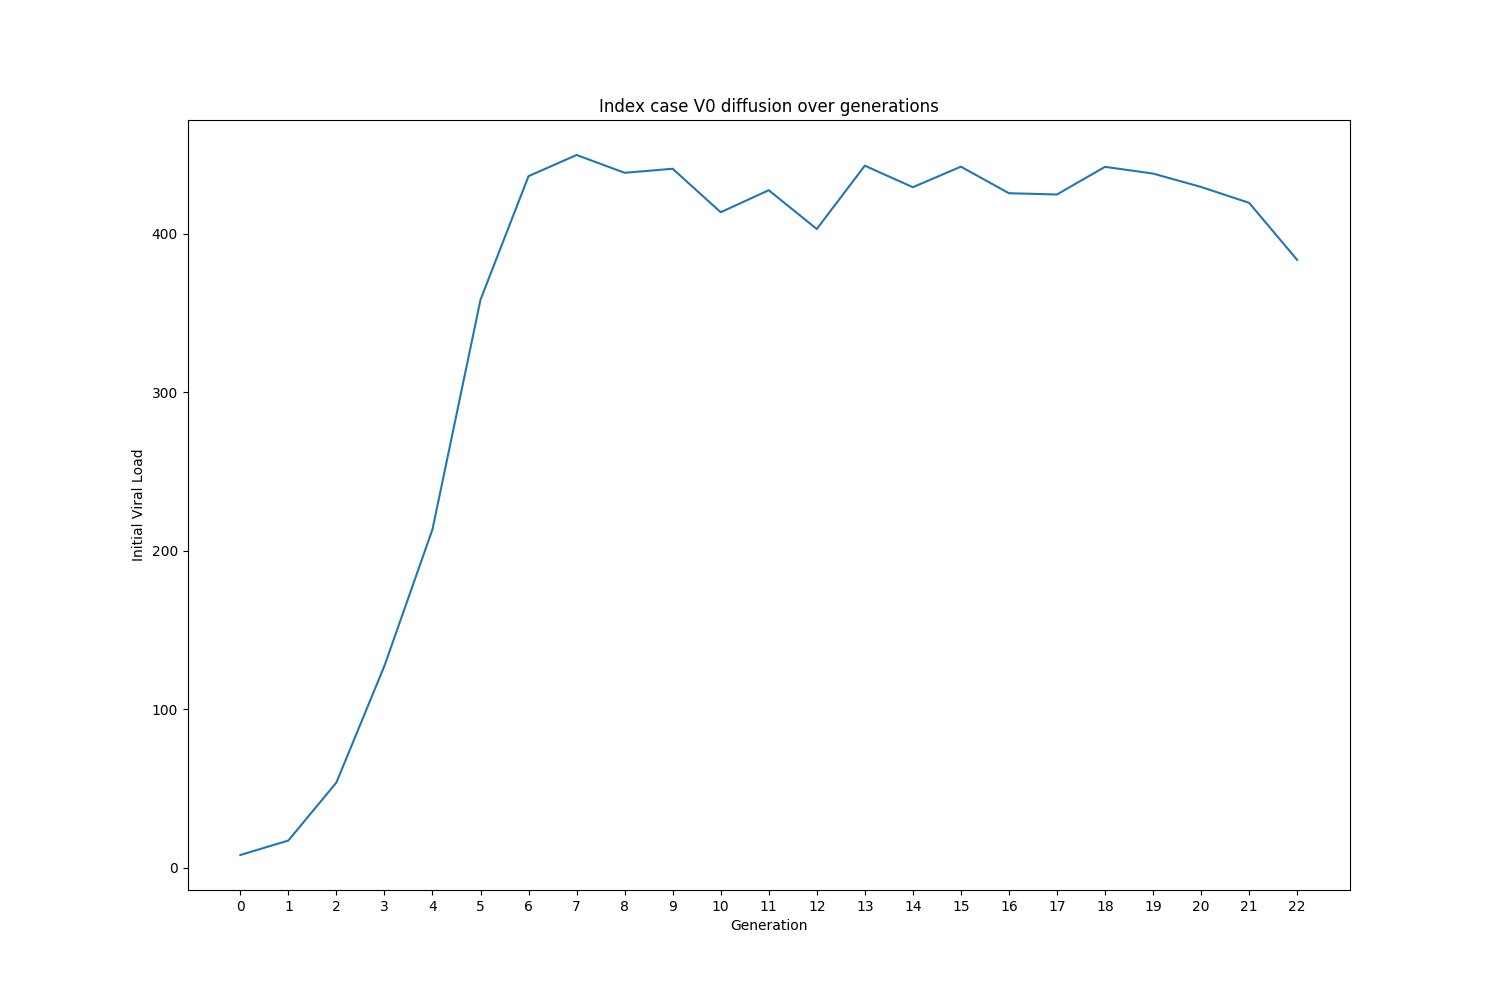 Index case V0 diffusion over generations
400
300
200
100
0
Initial Viral Load
0 1 2 3 4 5 6 7 8 9 10 11 12 13 14 15 16 17 18 19 20 21 22
Generation